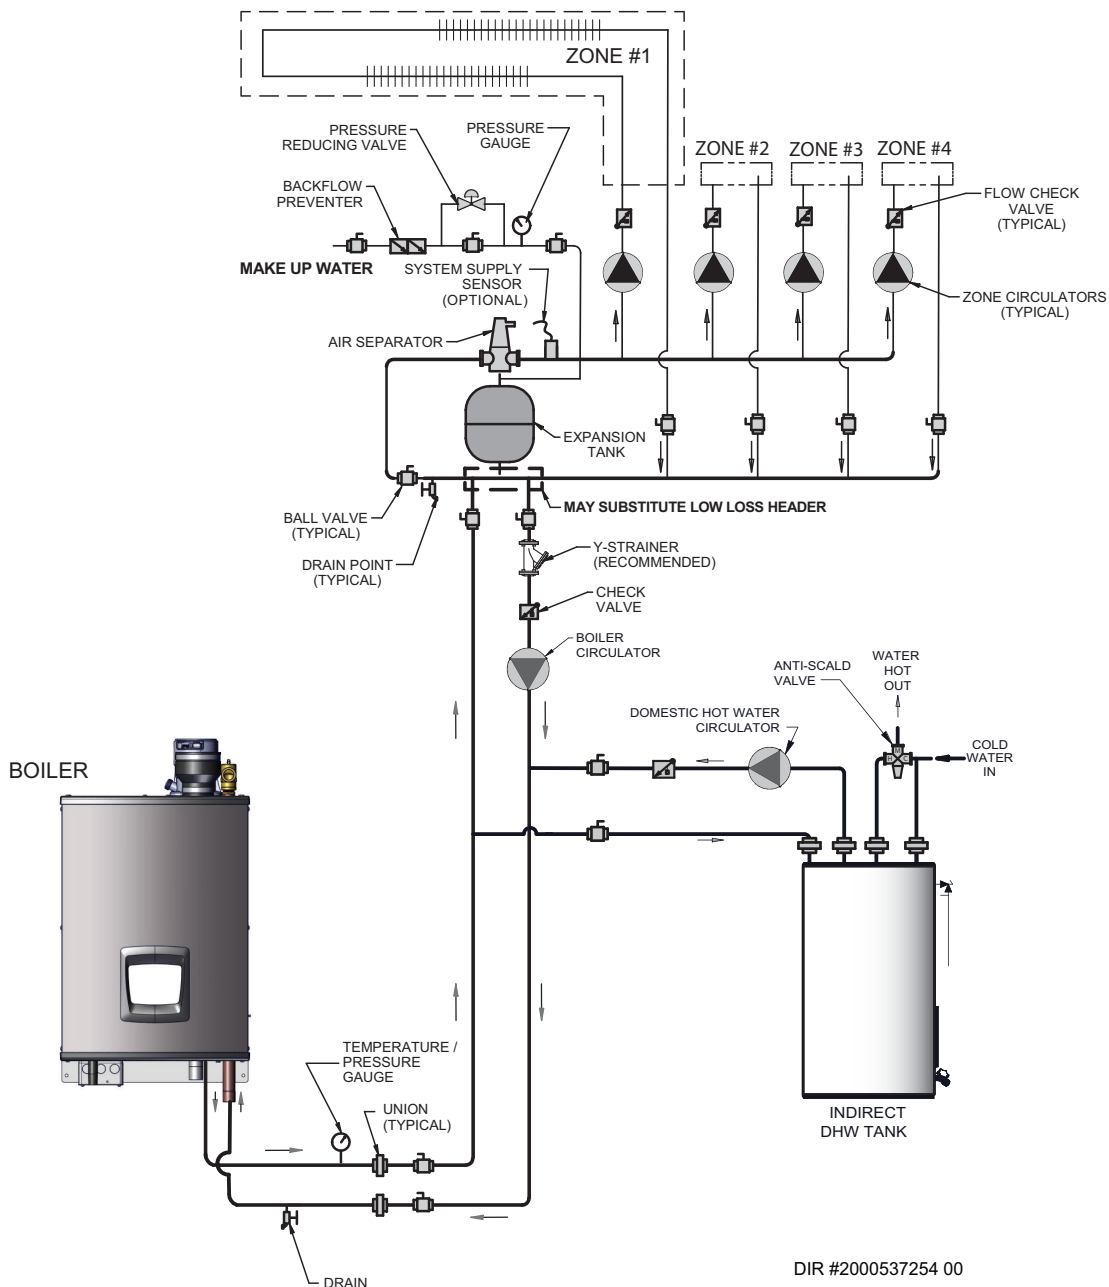 ZONE #1
PRESSURE
REDUCING VALVE
PRESSURE
GAUGE
ZONE #2
ZONE #3
ZONE #4
BACKFLOW
PREVENTER
FLOW CHECK
VALVE
(TYPICAL)
MAKE UP WATER
SYSTEM SUPPLY
SENSOR
(OPTIONAL)
ZONE CIRCULATORS
(TYPICAL)
AIR SEPARATOR
EXPANSION
TANK
MAY SUBSTITUTE LOW LOSS HEADER
BALL VALVE
(TYPICAL)
DRAIN POINT
(TYPICAL)
Y-STRAINER
(RECOMMENDED)
CHECK
VALVE
BOILER
CIRCULATOR
ANTI-SCALD
VALVE
WATER
HOT
OUT
DOMESTIC HOT WATER
CIRCULATOR
M
H C
COLD
WATER
IN
BOILER
TEMPERATURE /
PRESSURE
GAUGE
UNION
(TYPICAL)
INDIRECT
DHW TANK
DRAIN
DIR #2000537254 00